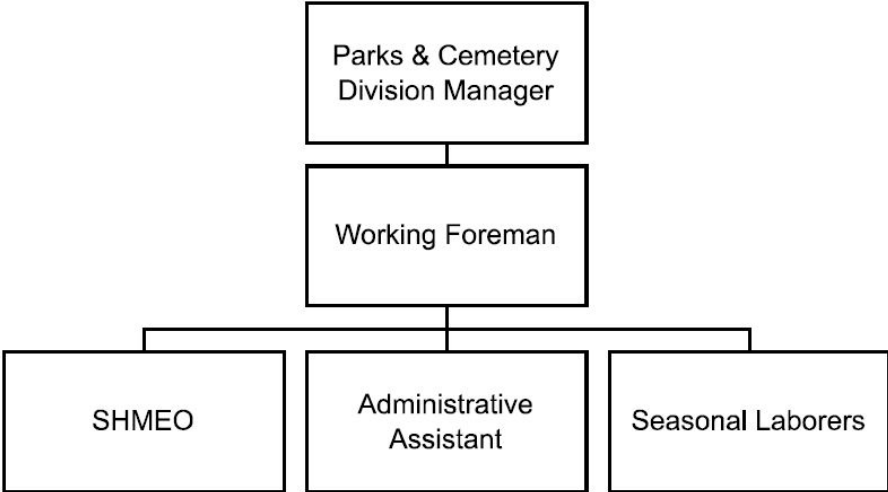 Parks & Cemetery
Division Manager
Working Foreman
SHMEO
Administrative
Assistant
Seasonal Laborers